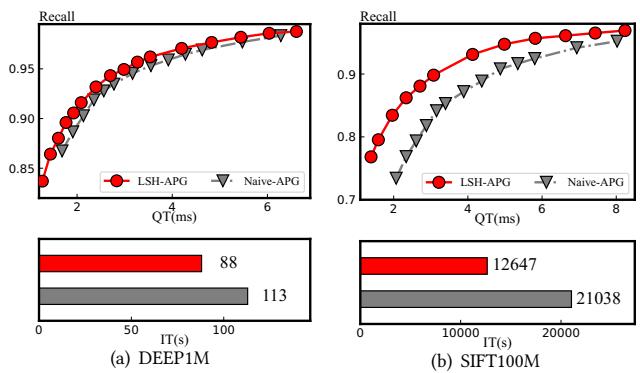 Recall
0.95
0.90
0.85
LSH-APG
Naive-APG
2
4
6
QT(ms)
88
113
0
50
100
IT(s)
(a) DEEP1M
Recall
0.9
0.8
0.7
LSH-APG
Naive-APG
2
4
6
8
QT(ms)
12647
21038
0
10000
20000
IT(s)
(b) SIFT100M